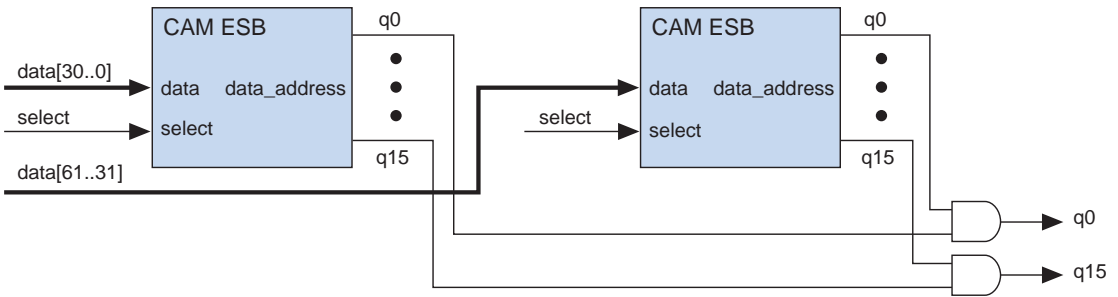 CAM ESB
q0
data[30..0]
data data_address
select
select
q15
data[61..31]
CAM ESB
q0
data data_address
select
select
q15
q0
q15